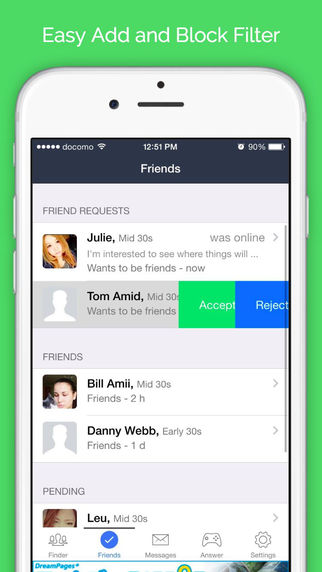 Easy Add and Block Filter
docomo 12:51 PM 90%
Friends
FRIEND REQUESTS
Julie, Mid 30s was online
I'm interested to see where things will ...
Wants to be friends - now
Tom Amid, Mid 30s
Wants to be friends
Accept Reject
FRIENDS
Bill Amii, Mid 30s
Friends - 2 h
Danny Webb, Early 30s
Friends - 1 d
PENDING
Leu, Mid 30s
Finder Friends Messages Answer Settings
DreamPages